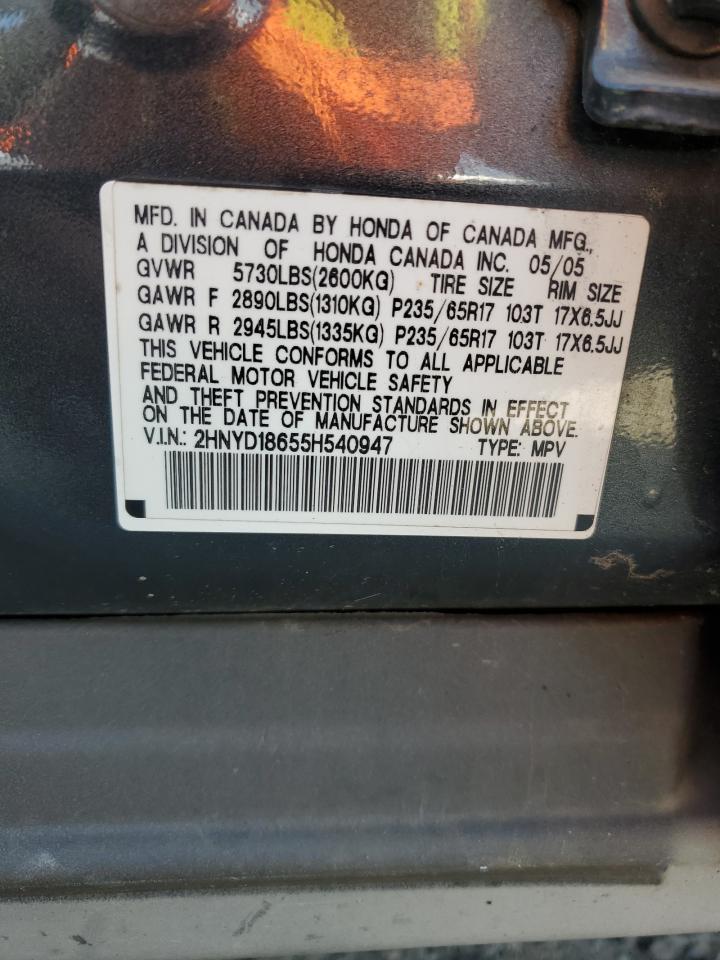 MFD. IN CANADA BY HONDA OF CANADA MFG.,
A DIVISION OF HONDA CANADA INC. 05/05
GVWR 5730LBS(2600KG) TIRE SIZE RIM SIZE
GAWR F 2890LBS(1310KG) P235/65R17 103T 17X6.5JJ
GAWR R 2945LBS(1335KG) P235/65R17 103T 17X6.5JJ
THIS VEHICLE CONFORMS TO ALL APPLICABLE
FEDERAL MOTOR VEHICLE SAFETY
AND THEFT PREVENTION STANDARDS IN EFFECT
ON THE DATE OF MANUFACTURE SHOWN ABOVE.
V.I.N.: 2HNYD18655H540947 TYPE: MPV